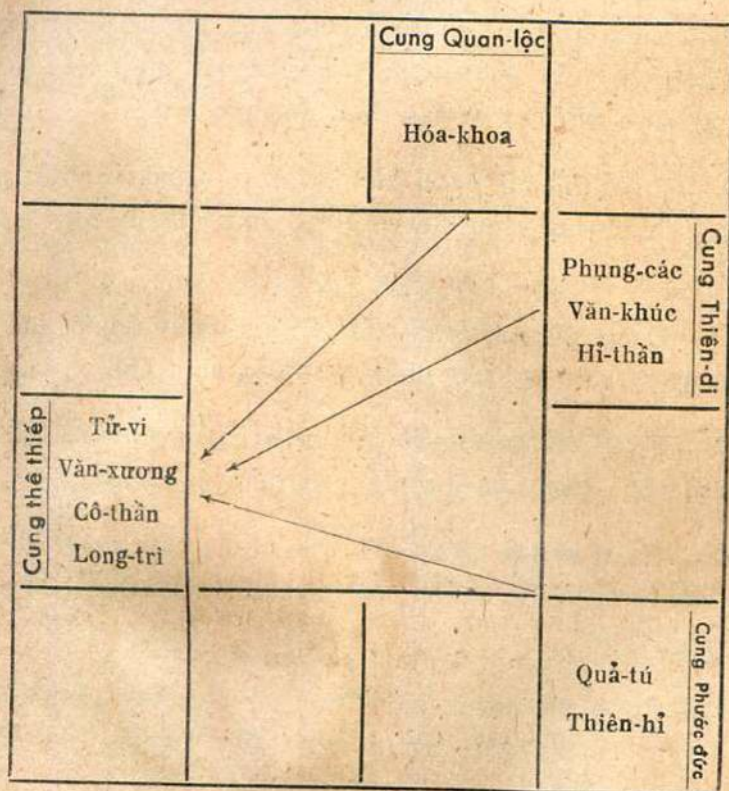 Cung Quan-lộc
Hóa-khoa
Phụng-các
Văn-khúc
Hỉ-thần
Cung Thiên-di
Cung thê thiếp
Tử-vi
Văn-xương
Cô-thần
Long-trì
Quả-tú
Thiên-hỉ
Cung Phước đức